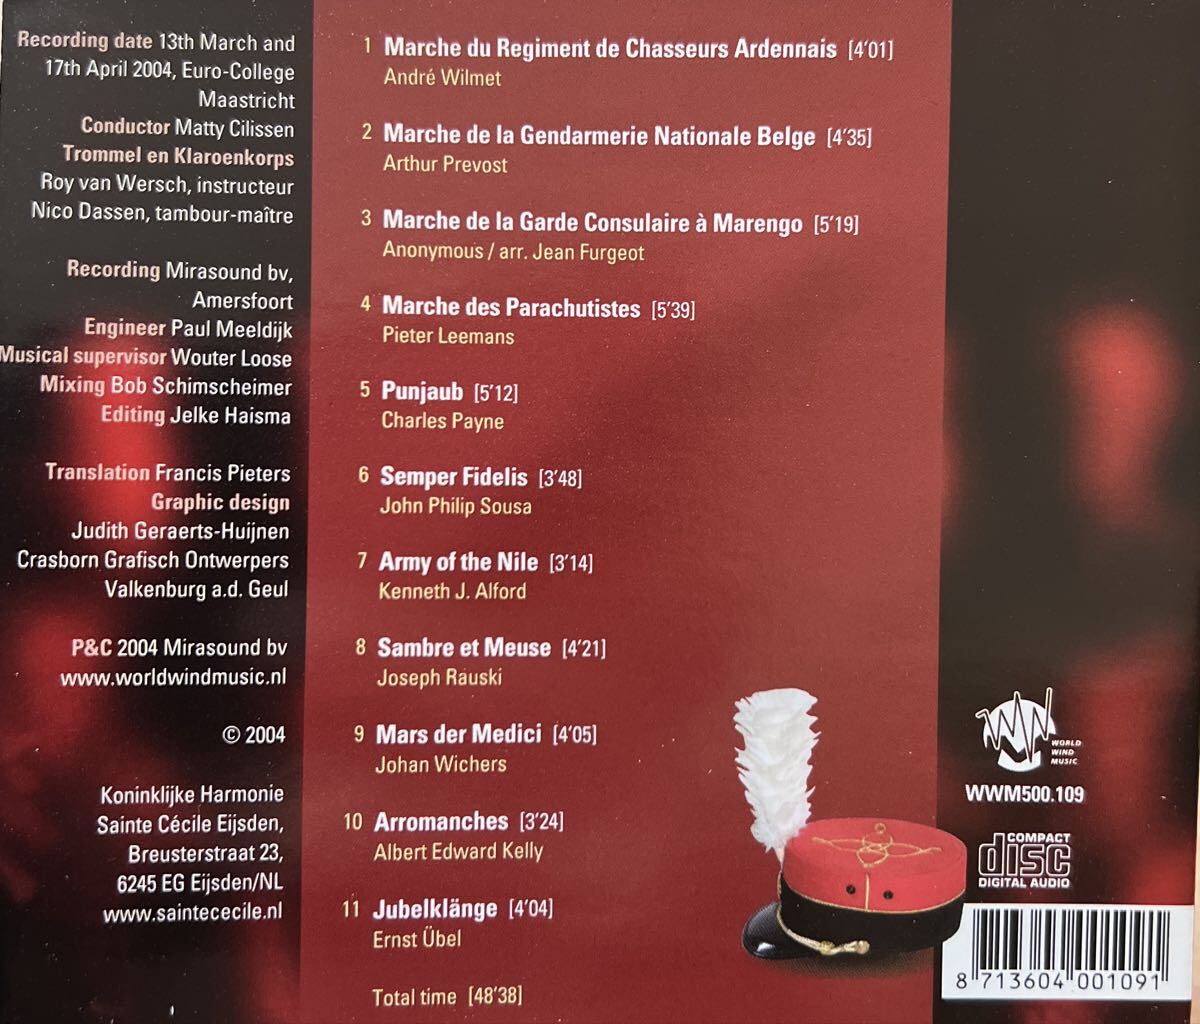 Recording date 13th March and
17th April 2004, Euro-College
Maastricht
Conductor Matty Cilissen
Trommel en Klaroenkorps
Roy van Wersch, instructeur
Nico Dassen, tambour-maître
Recording Mirasound bv,
Amersfoort
Engineer Paul Meeldijk
Musical supervisor Wouter Loose
Mixing Bob Schimscheimer
Editing Jelke Haisma
Translation Francis Pieters
Graphic design
Judith Geraerts-Huijnen
Crasborn Grafisch Ontwerpers
Valkenburg a.d. Geul
P&C 2004 Mirasound bv
www.worldwindmusic.nl
© 2004
Koninklijke Harmonie
Sainte Cécile Eijsden,
Breusterstraat 23,
6245 EG Eijsden/NL
www.saintececile.nl
1 Marche du Regiment de Chasseurs Ardennais [4'01]
André Wilmet
2 Marche de la Gendarmerie Nationale Belge [4'35]
Arthur Prevost
3 Marche de la Garde Consulaire à Marengo [5'19]
Anonymous / arr. Jean Furgeot
4 Marche des Parachutistes [5'39]
Pieter Leemans
5 Punjaub [5'12]
Charles Payne
6 Semper Fidelis [3'48]
John Philip Sousa
7 Army of the Nile [3'14]
Kenneth J. Alford
8 Sambre et Meuse [4'21]
Joseph Rauski
9 Mars der Medici [4'05]
Johan Wichers
10 Arromanches [3'24]
Albert Edward Kelly
11 Jubelklänge [4'04]
Ernst Übel
Total time [48'38]
WORLD
WIND
MUSIC
WWM500.109
COMPACT
disc
DIGITAL AUDIO
8 713604 001091